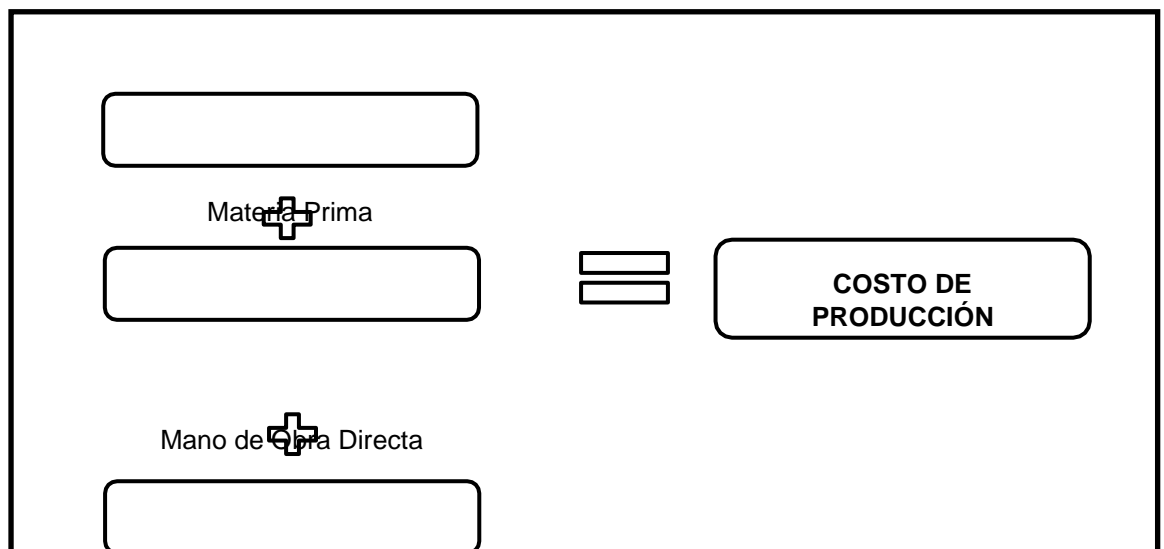 Materia Prima
COSTO DE
PRODUCCIÓN
Mano de Obra Directa